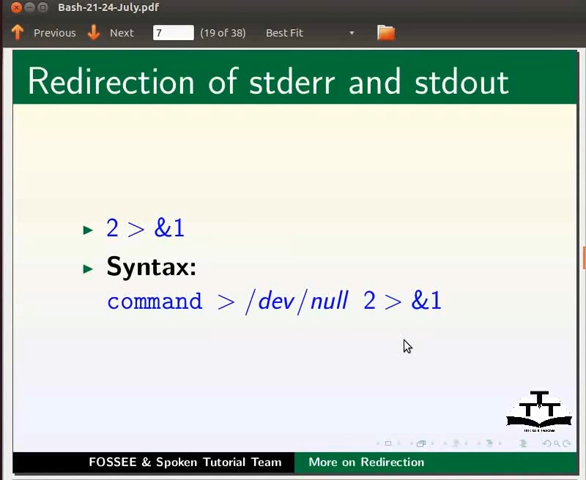 Bash-21-24-July.pdf
Previous Next 7 (19 of 38) Best Fit
Redirection of stderr and stdout
2 > &1
Syntax:
command > /dev/null 2 > &1
FOSSEE & Spoken Tutorial Team More on Redirection